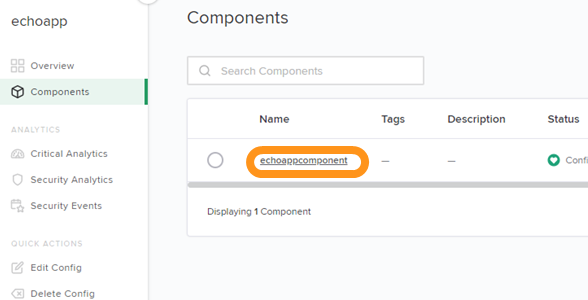 echoapp
Overview
Components
ANALYTICS
Critical Analytics
Security Analytics
Security Events
QUICK ACTIONS
Edit Config
Delete Config
Components
Search Components
Name Tags Description Status
echoappcomponent — — Confi
Displaying 1 Component